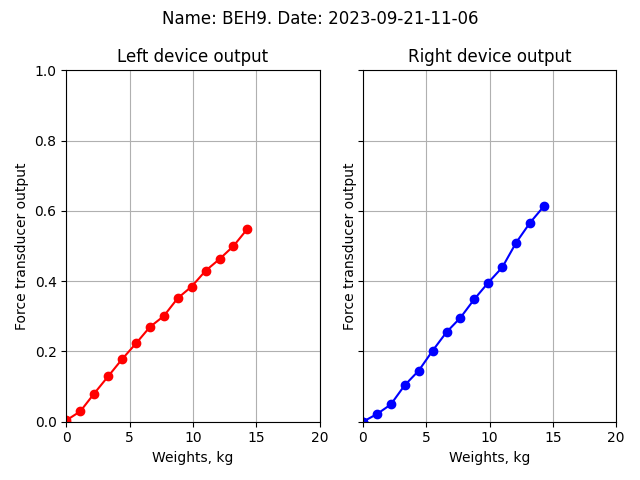 Name: BEH9. Date: 2023-09-21-11-06
Left device output
Right device output
1.0
0.8
0.6
0.4
0.2
0.0
Force transducer output
Force transducer output
0 5 10 15 20
0 5 10 15 20
Weights, kg
Weights, kg